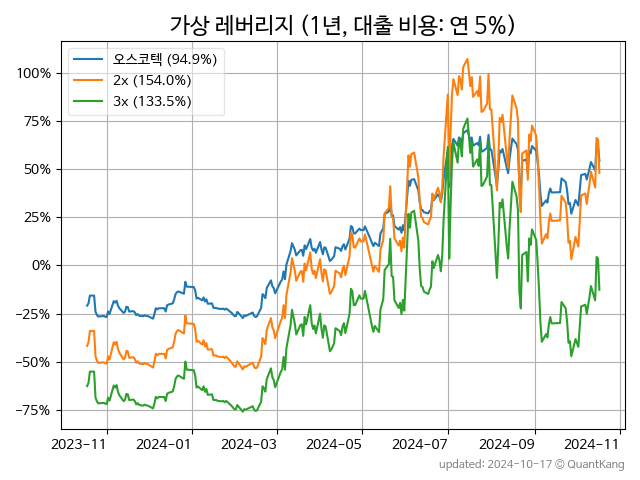 가상 레버리지 (1년, 대출 비용: 연 5%)
오스코텍 (94.9%)
2x (154.0%)
3x (133.5%)
100%
75%
50%
25%
0%
−25%
−50%
−75%
2023-11 2024-01 2024-03 2024-05 2024-07 2024-09 2024-11
updated: 2024-10-17 © QuantKang